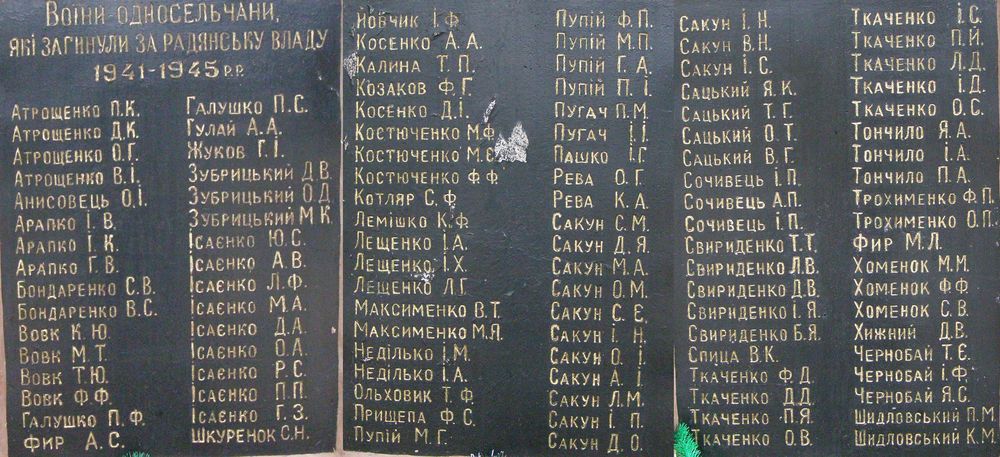 Воїни-односельчани,
які загинули за радянську владу
1941-1945 р.р.
Атрощенко П.К.
Атрощенко Д.К.
Атрощенко О.Г.
Атрощенко В.І.
Анисовець О.І.
Арапко І.В.
Арапко І.К.
Арапко Г.В.
Бондаренко С.В.
Бондаренко В.С.
Вовк К.Ю.
Вовк М.Т.
Вовк Т.Ю.
Вовк Ф.Ф.
Галушко П.Ф.
Фир А.С.
Галушко П.С.
Гулай А.А.
Жуков Г.І.
Зубрицький Д.В.
Зубрицький О.Д.
Зубрицький М.К.
Ісаєнко Ю.С.
Ісаєнко А.В.
Ісаєнко Л.Ф.
Ісаєнко М.А.
Ісаєнко Д.А.
Ісаєнко О.Л.
Ісаєнко Р.С.
Ісаєнко П.П.
Ісаєнко Г.З.
Шкуренок С.Н.
Йовчик І.Ф.
Косенко А.А.
Калина Т.П.
Козаков Ф.Г.
Косенко Д.І.
Костюченко М.Ф.
Костюченко М.Є.
Костюченко Ф.Ф.
Котляр С.Ф.
Лемішко К.Ф.
Лещенко І.А.
Лещенко І.Х.
Лещенко Л.Г.
Максименко В.Т.
Максименко М.Я.
Неділько І.М.
Неділько І.А.
Ольховик Т.Ф.
Прищепа Ф.С.
Пупій М.Г.
Пупій Ф.П.
Пупій М.П.
Пупій Г.А.
Пупій П.І.
Пугач П.М.
Пугач І.І.
Пашко І.Г.
Рева О.Г.
Рева К.А.
Сакун С.М.
Сакун Д.Я.
Сакун М.А.
Сакун О.М.
Сакун С.Є.
Сакун І.Н.
Сакун О.І.
Сакун А.І.
Сакун Л.М.
Сакун І.П.
Сакун Д.О.
Сакун І.Н.
Сакун В.Н.
Сакун І.С.
Сацький Я.К.
Сацький Т.Г.
Сацький О.Т.
Сацький В.Г.
Сочивець І.П.
Сочивець А.П.
Сочивець І.П.
Свириденко Т.Т.
Свириденко Л.В.
Свириденко Д.В.
Свириденко І.Я.
Свириденко Б.Я.
Спица В.К.
Ткаченко Ф.Д.
Ткаченко Д.Д.
Ткаченко П.Я.
Ткаченко О.В.
Ткаченко І.С.
Ткаченко П.Й.
Ткаченко Л.Д.
Ткаченко І.Д.
Ткаченко О.С.
Тончило Я.А.
Тончило І.А.
Тончило П.А.
Трохименко Ф.П.
Трохименко О.П.
Фир М.Л.
Хоменок М.М.
Хоменок Ф.Ф.
Хоменок С.В.
Хижний Д.В.
Чернобай Т.Є.
Чернобай І.Ф.
Чернобай Я.С.
Шидловський П.М.
Шидловський К.М.